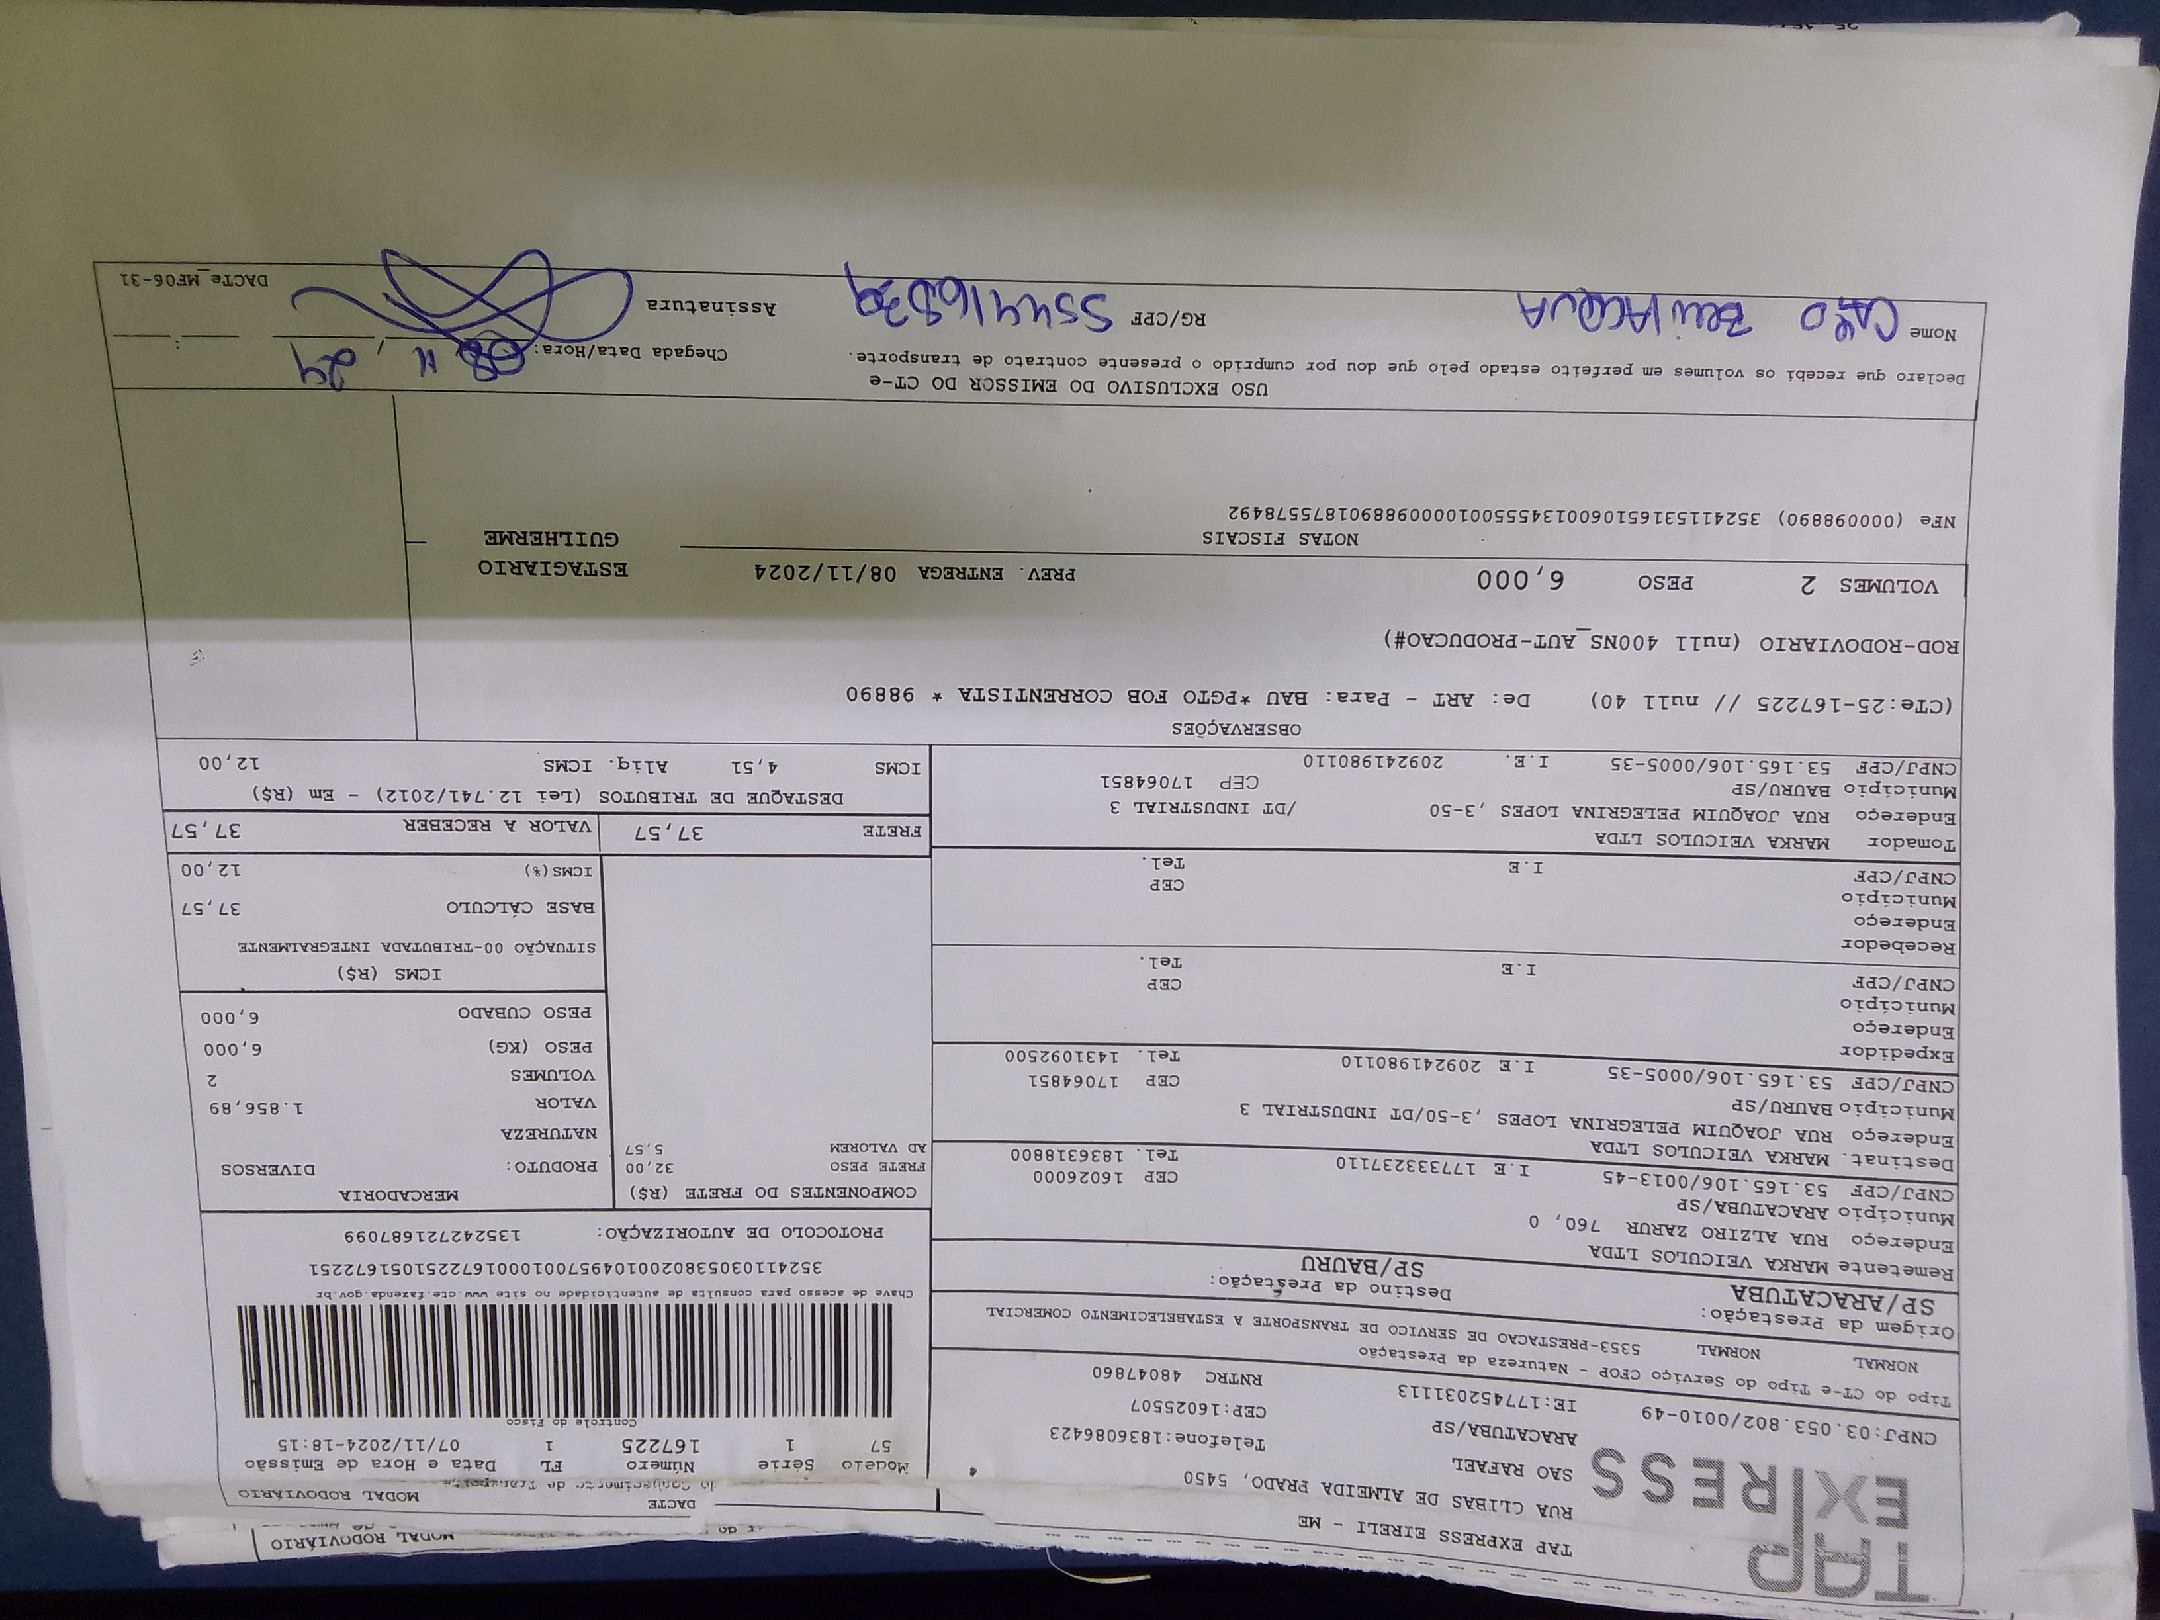 TAP
EXPRESS
TAP EXPRESS EIRELI - ME
RUA CLIBAS DE ALMEIDA PRADO, 5450
SAO RAFAEL
ARACATUBA/SP
Telefone:1836086423
CEP:16025507
CNPJ:03.053.802/0010-49 IE:177452031113 RNTRC 48047860
Tipo do CT-e Tipo do Serviço CFOP - Natureza da Prestação
NORMAL NORMAL 5353-PRESTACAO DE SERVICO DE TRANSPORTE A ESTABELECIMENTO COMERCIAL
Origem da Prestação: Destino da Prestação:
SP/ARACATUBA SP/BAURU
MODAL RODOVIÁRIO
DACTE MODAL RODOVIÁRIO
Conhecimento de Transporte
Modelo Série Número FL Data e Hora de Emissão
57 1 167225 1 07/11/2024-18:15
Controle do Fisco
Chave de acesso para consulta de autenticidade no site www.cte.fazenda.gov.br
35241103053802001049570010001672251051672251
PROTOCOLO DE AUTORIZAÇÃO: 135242721687099
Remetente MARKA VEICULOS LTDA
Endereço RUA ALZIRO ZARUR 760, 0
Município ARACATUBA/SP CEP 16026000
CNPJ/CPF 53.165.106/0013-45 I.E 177333237110 Tel. 1836318800
Destinat. MARKA VEICULOS LTDA
Endereço RUA JOAQUIM PELEGRINA LOPES ,3-50/DT INDUSTRIAL 3
Município BAURU/SP CEP 17064851
CNPJ/CPF 53.165.106/0005-35 I.E 209241980110 Tel. 1431092500
Expedidor
Endereço
Município CEP
CNPJ/CPF I.E Tel.
Recebedor
Endereço
Município CEP
CNPJ/CPF I.E Tel.
Tomador MARKA VEICULOS LTDA
Endereço RUA JOAQUIM PELEGRINA LOPES ,3-50 /DT INDUSTRIAL 3
Município BAURU/SP CEP 17064851
CNPJ/CPF 53.165.106/0005-35 I.E. 209241980110
COMPONENTES DO FRETE (R$)
FRETE PESO 32,00
AD VALOREM 5,57
MERCADORIA
PRODUTO: DIVERSOS
NATUREZA
VALOR 1.856,89
VOLUMES 2
PESO (KG) 6,000
PESO CUBADO 6,000
ICMS (R$)
SITUAÇÃO 00-TRIBUTADA INTEGRALMENTE
BASE CÁLCULO 37,57
ICMS(%) 12,00
FRETE 37,57 VALOR A RECEBER 37,57
DESTAQUE DE TRIBUTOS (Lei 12.741/2012) - Em (R$)
ICMS 4,51 Aliq. ICMS 12,00
OBSERVAÇÕES
(CTe:25-167225 // null 40) De: ART - Para: BAU *PGTO FOB CORRENTISTA * 98890
ROD-RODOVIARIO (null 400NS_AUT-PRODUCAO#)
VOLUMES 2 PESO 6,000 PREV. ENTREGA 08/11/2024
ESTAGIARIO
GUILHERME
NOTAS FISCAIS
NFe (000098890) 35241153165106001345550010000988901875578492
USO EXCLUSIVO DO EMISSOR DO CT-e
Declaro que recebi os volumes em perfeito estado pelo que dou por cumprido o presente contrato de transporte.
Chegada Data/Hora: 08 11, 24 :
Nome RG/CPF Assinatura
DACTe_MF06-31